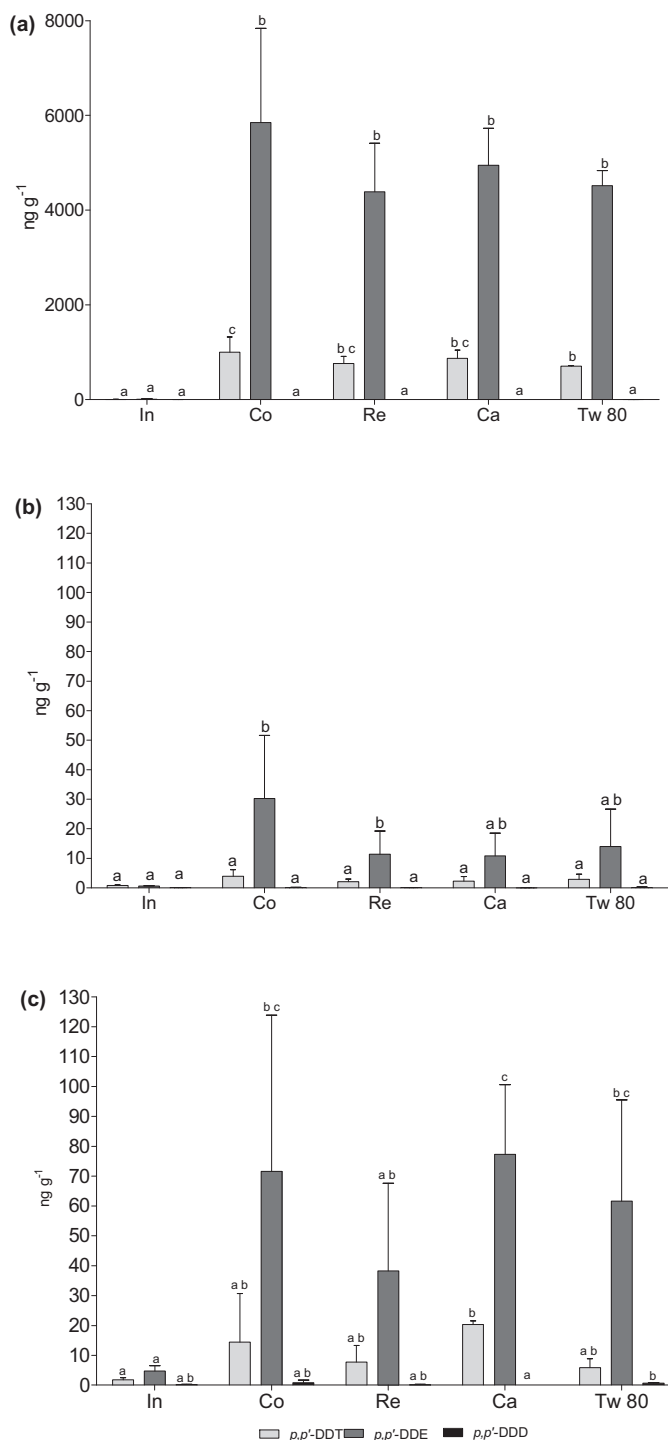 (a)
8000
b
6000
b
b
b
ng g⁻¹
4000
2000
c
b c
b c
b
a a a
a
a
a
a
0
In Co Re Ca Tw 80
(b)
130
120
110
100
90
80
70
ng g⁻¹
60
50
b
40
30
a b
b
a b
20
10
a a a
a
a
a
a
a
a
a
a
0
In Co Re Ca Tw 80
(c)
130
b c
120
110
c
100
b c
90
80
ng g⁻¹
70
a b
60
50
40
30
a b
b
20
a b
a b
10
a
a
a b
a b
a b
a
b
0
In Co Re Ca Tw 80
p,p'-DDT p,p'-DDE p,p'-DDD